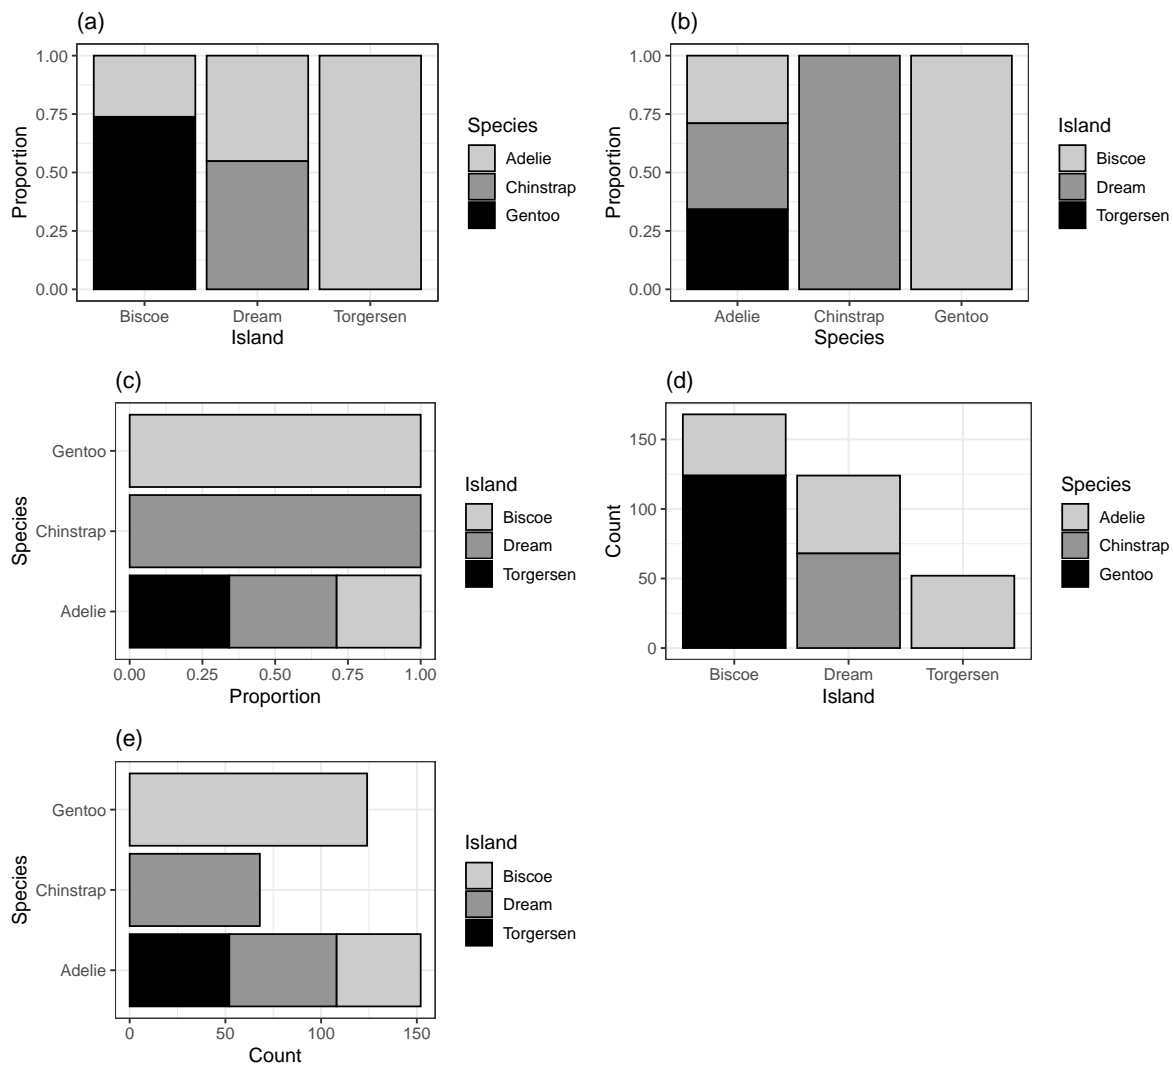 (a)
1.00
0.75
0.50
0.25
0.00
Proportion
Biscoe Dream Torgersen
Island
Species
Adelie
Chinstrap
Gentoo
(b)
1.00
0.75
0.50
0.25
0.00
Proportion
Adelie Chinstrap Gentoo
Species
Island
Biscoe
Dream
Torgersen
(c)
Gentoo
Chinstrap
Adelie
Species
0.00 0.25 0.50 0.75 1.00
Proportion
Island
Biscoe
Dream
Torgersen
(d)
150
100
50
0
Count
Biscoe Dream Torgersen
Island
Species
Adelie
Chinstrap
Gentoo
(e)
Gentoo
Chinstrap
Adelie
Species
0 50 100 150
Count
Island
Biscoe
Dream
Torgersen